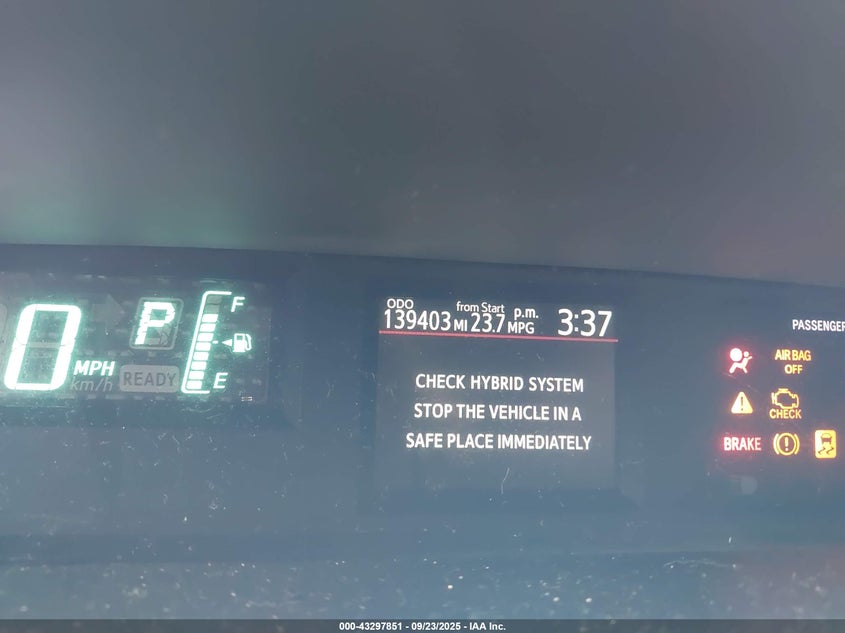 0 MPH
km/h
P
READY
F
E
ODO
139403 MI
from Start
23.7 MPG
p.m. 3:37
CHECK HYBRID SYSTEM
STOP THE VEHICLE IN A
SAFE PLACE IMMEDIATELY
PASSENGER
AIR BAG
OFF
CHECK
BRAKE
000-43297851 - 09/23/2025 - IAA Inc.